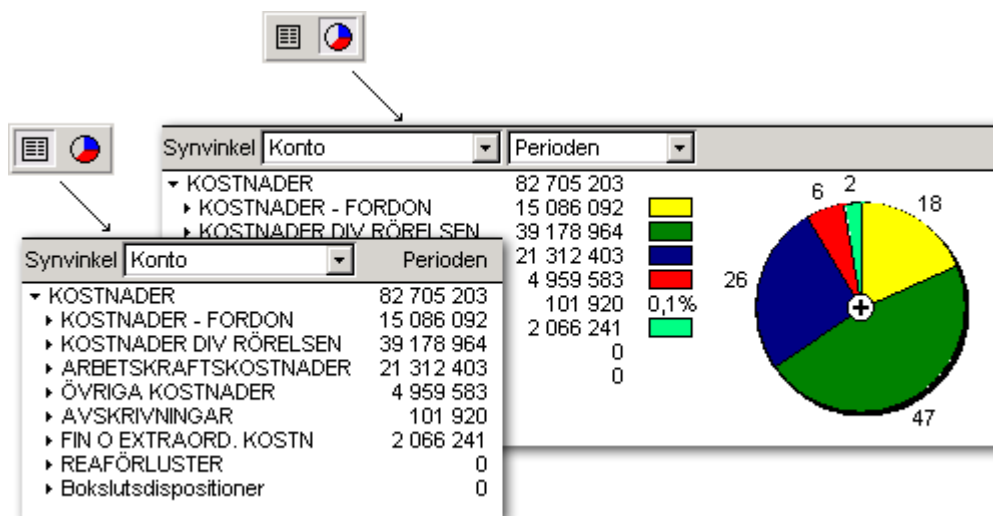 Synvinkel Konto Perioden
KOSTNADER 82 705 203
KOSTNADER - FORDON 15 086 092
KOSTNADER DIV RÖRELSEN 39 178 964
21 312 403
4 959 583
101 920 0,1%
2 066 241
0
0
6 2 18
26
47
Synvinkel Konto Perioden
KOSTNADER 82 705 203
KOSTNADER - FORDON 15 086 092
KOSTNADER DIV RÖRELSEN 39 178 964
ARBETSKRAFTSKOSTNADER 21 312 403
ÖVRIGA KOSTNADER 4 959 583
AVSKRIVNINGAR 101 920
FIN O EXTRAORD. KOSTN 2 066 241
REAFÖRLUSTER 0
Bokslutsdispositioner 0